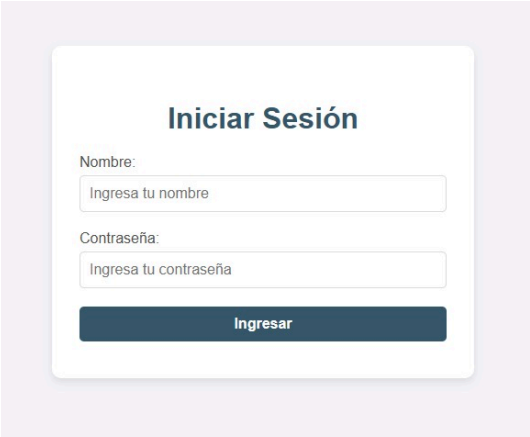 Iniciar Sesión
Nombre:
Ingresa tu nombre
Contraseña:
Ingresa tu contraseña
Ingresar